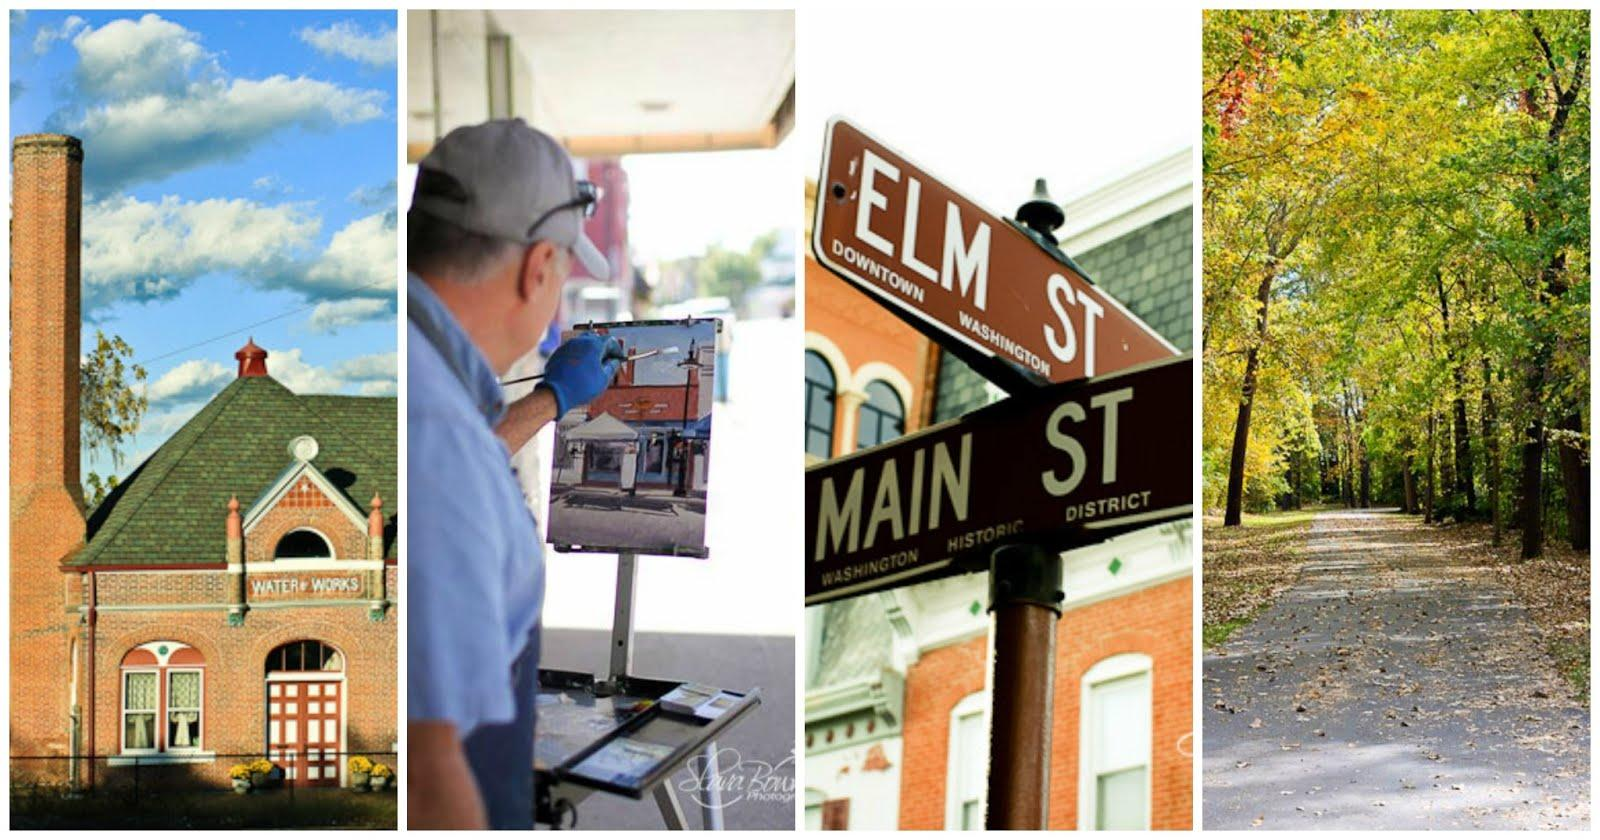 WATER WORKS
ELM ST
DOWNTOWN WASHINGTON
MAIN ST
WASHINGTON HISTORIC DISTRICT